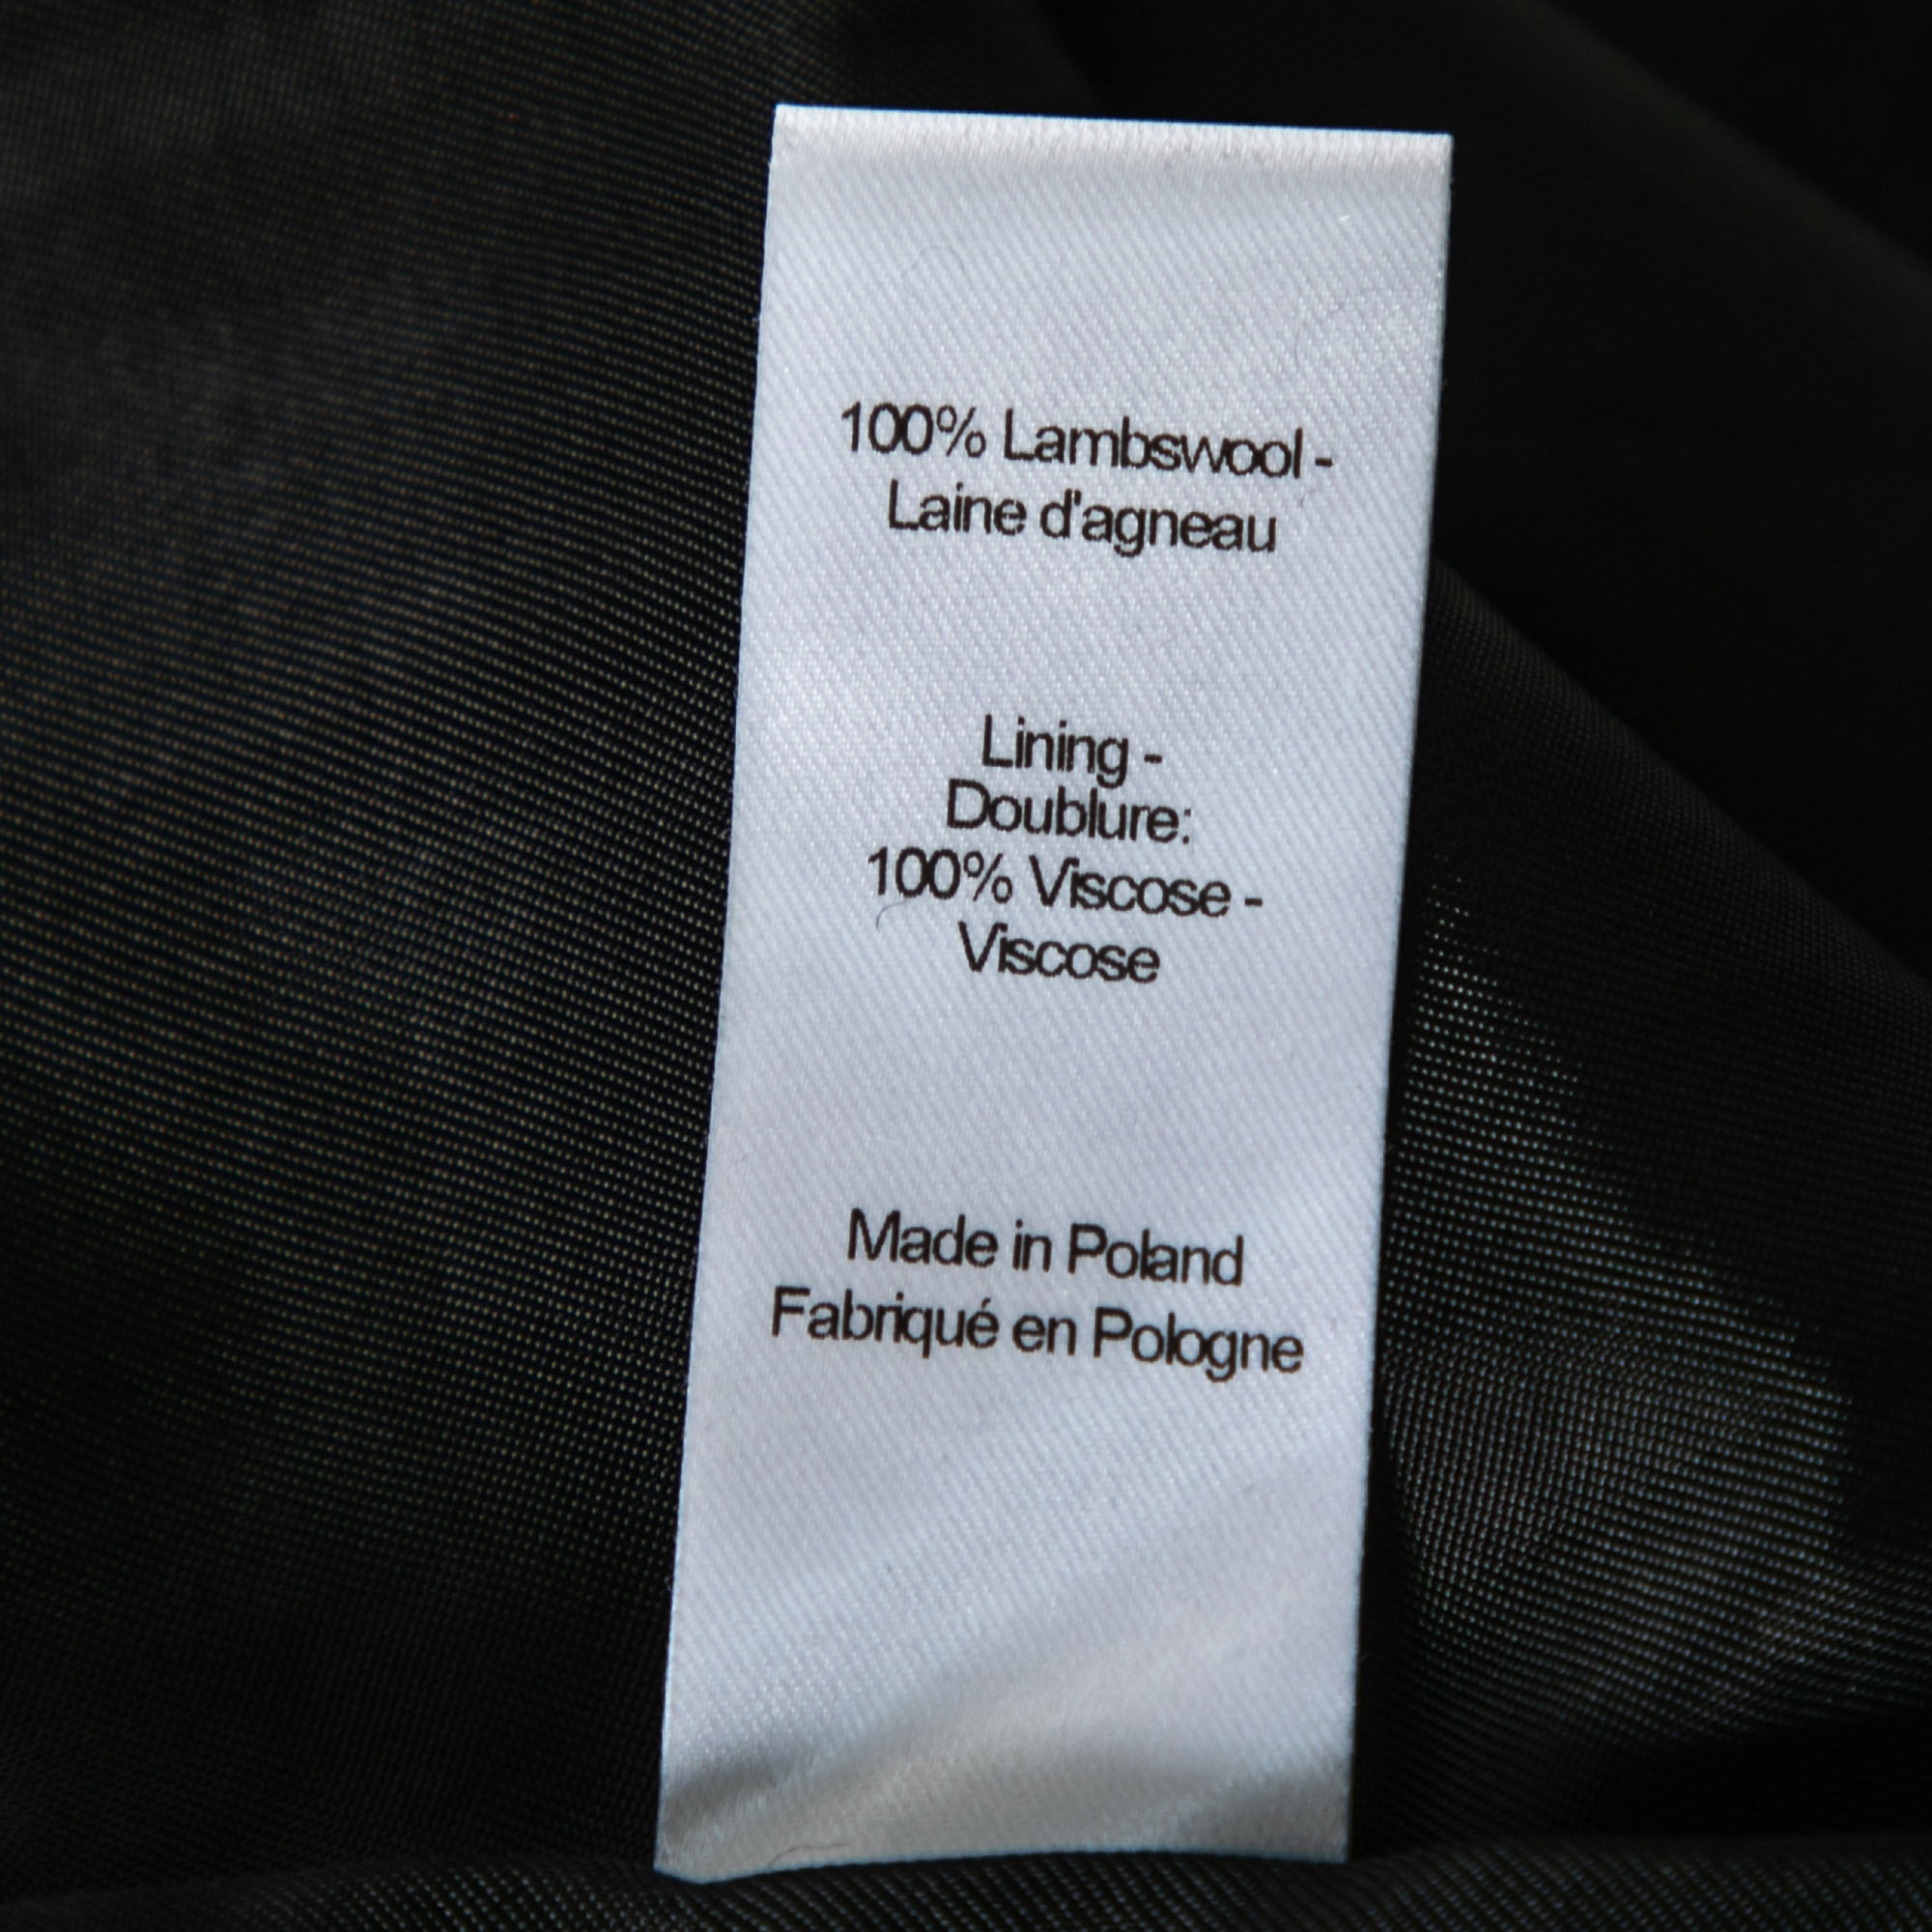 100% Lambswool -
Laine d'agneau
Lining -
Doublure:
100% Viscose -
Viscose
Made in Poland
Fabriqué en Pologne